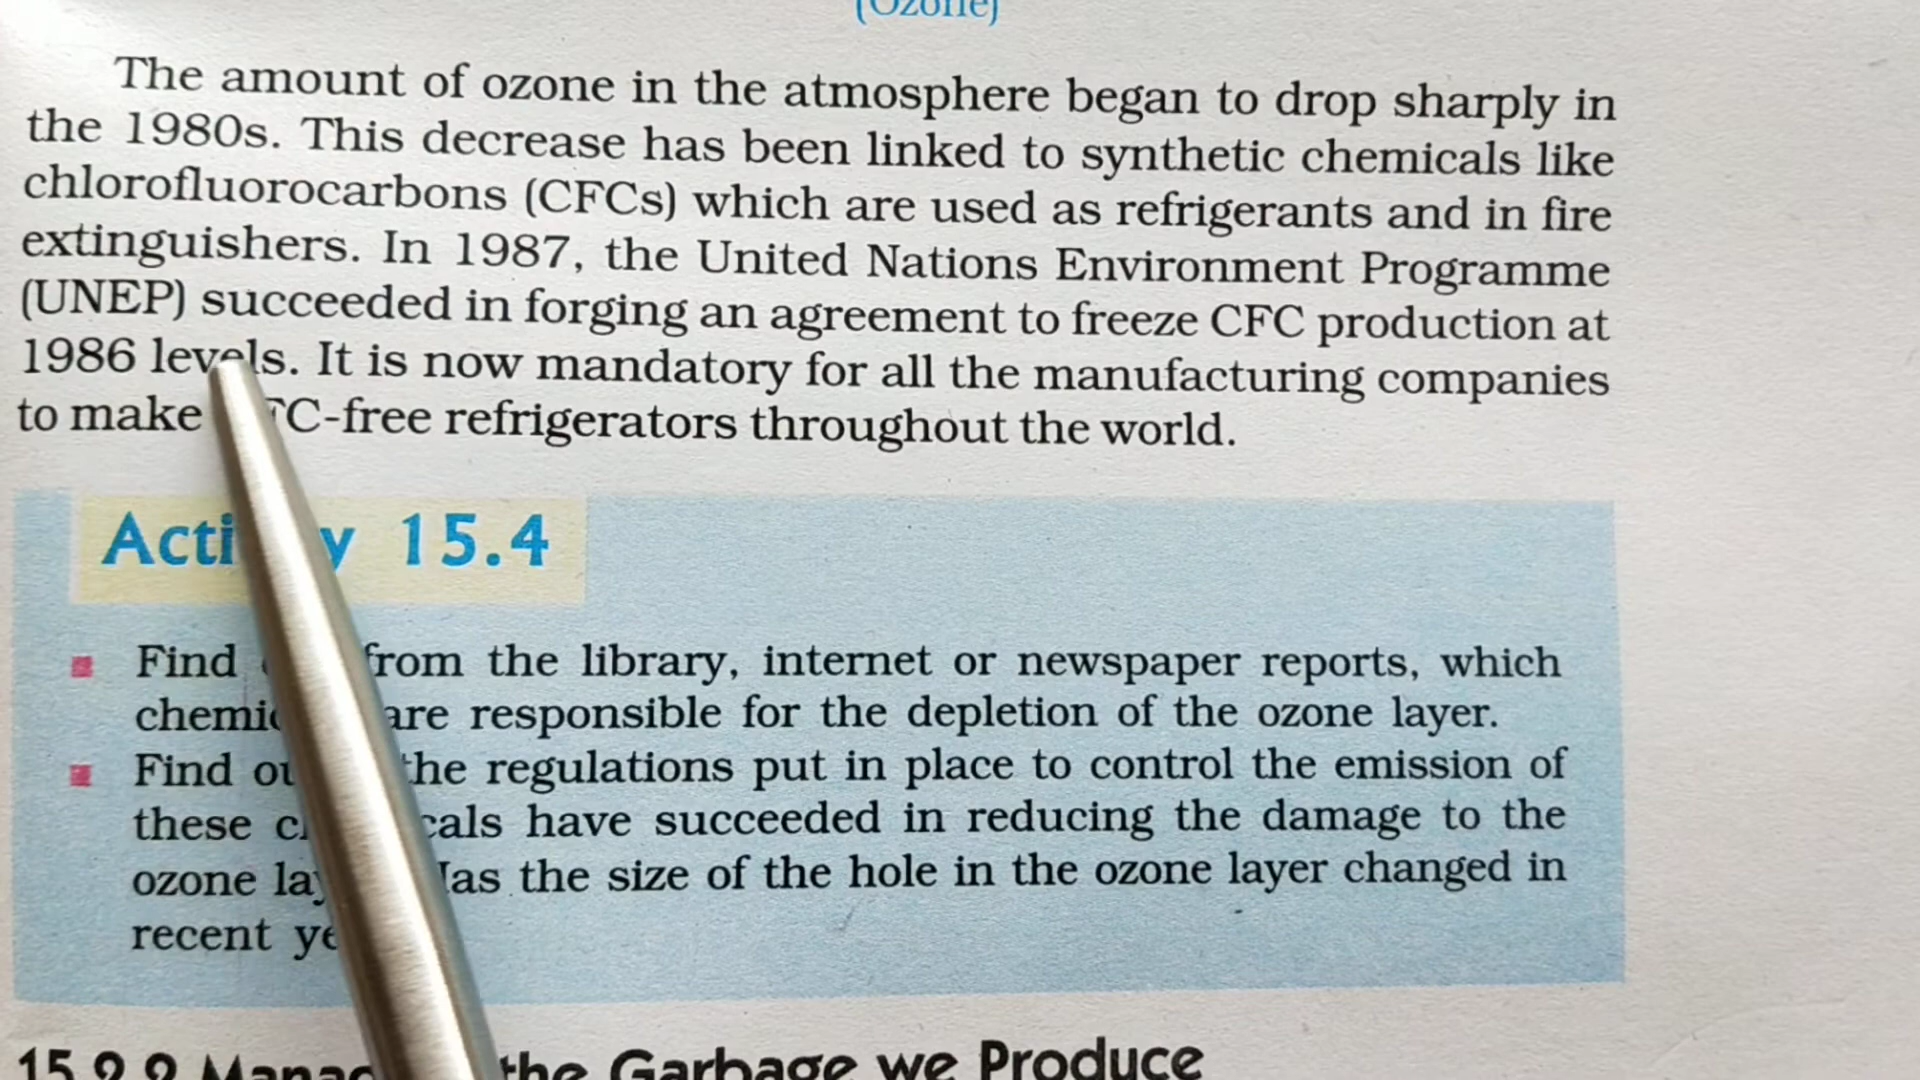 (Ozone)
The amount of ozone in the atmosphere began to drop sharply in
the 1980s. This decrease has been linked to synthetic chemicals like
chlorofluorocarbons (CFCs) which are used as refrigerants and in fire
extinguishers. In 1987, the United Nations Environment Programme
(UNEP) succeeded in forging an agreement to freeze CFC production at
1986 levels. It is now mandatory for all the manufacturing companies
to make FC-free refrigerators throughout the world.
15.4
Find from the library, internet or newspaper reports, which
are responsible for the depletion of the ozone layer.
Find the regulations put in place to control the emission of
these have succeeded in reducing the damage to the
ozone the size of the hole in the ozone layer changed in
recent
the Garbage we Produce